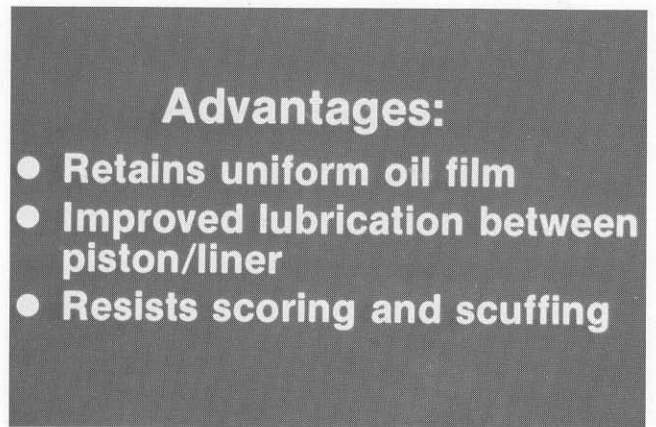 Advantages:
● Retains uniform oil film
● Improved lubrication between
piston/liner
● Resists scoring and scuffing